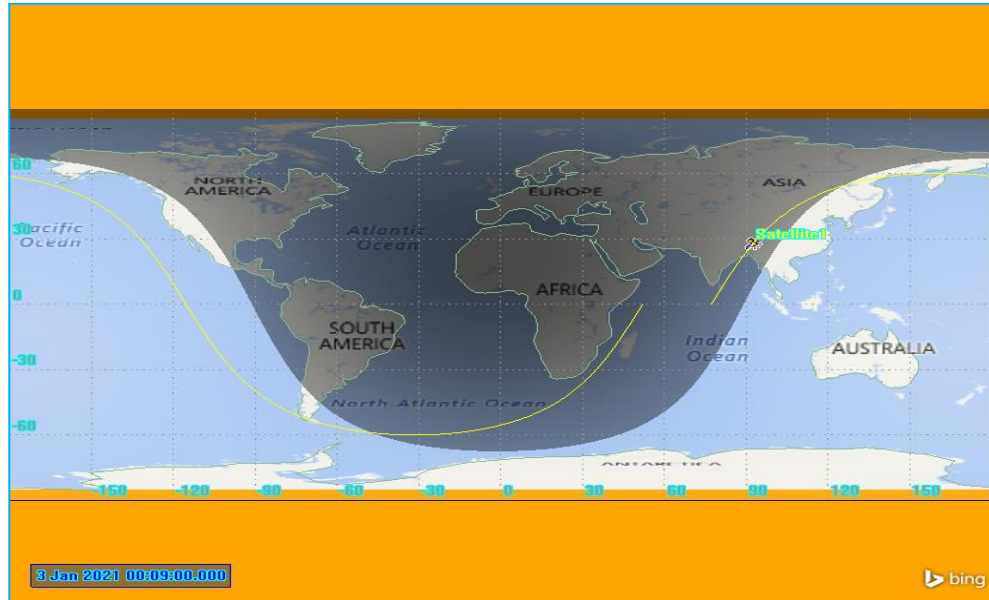 60
NORTH
AMERICA
EUROPE
ASIA
Pacific
Ocean
30
Atlantic
Ocean
Satellite1
0
AFRICA
SOUTH
AMERICA
-30
Indian
Ocean
AUSTRALIA
North Atlantic Ocean
-60
ANTARCTICA
-150 -120 -90 -60 -30 0 30 60 90 120 150
3 Jan 2021 00:09:00.000
bing